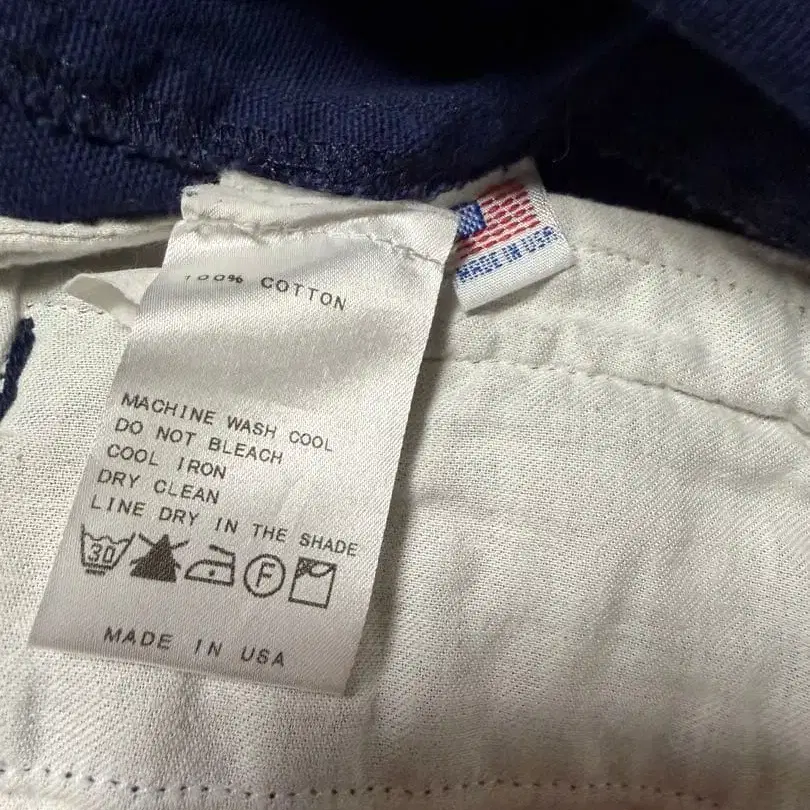 MADE IN USA
100% COTTON
MACHINE WASH COOL
DO NOT BLEACH
COOL IRON
DRY CLEAN
LINE DRY IN THE SHADE
30 F
MADE IN USA